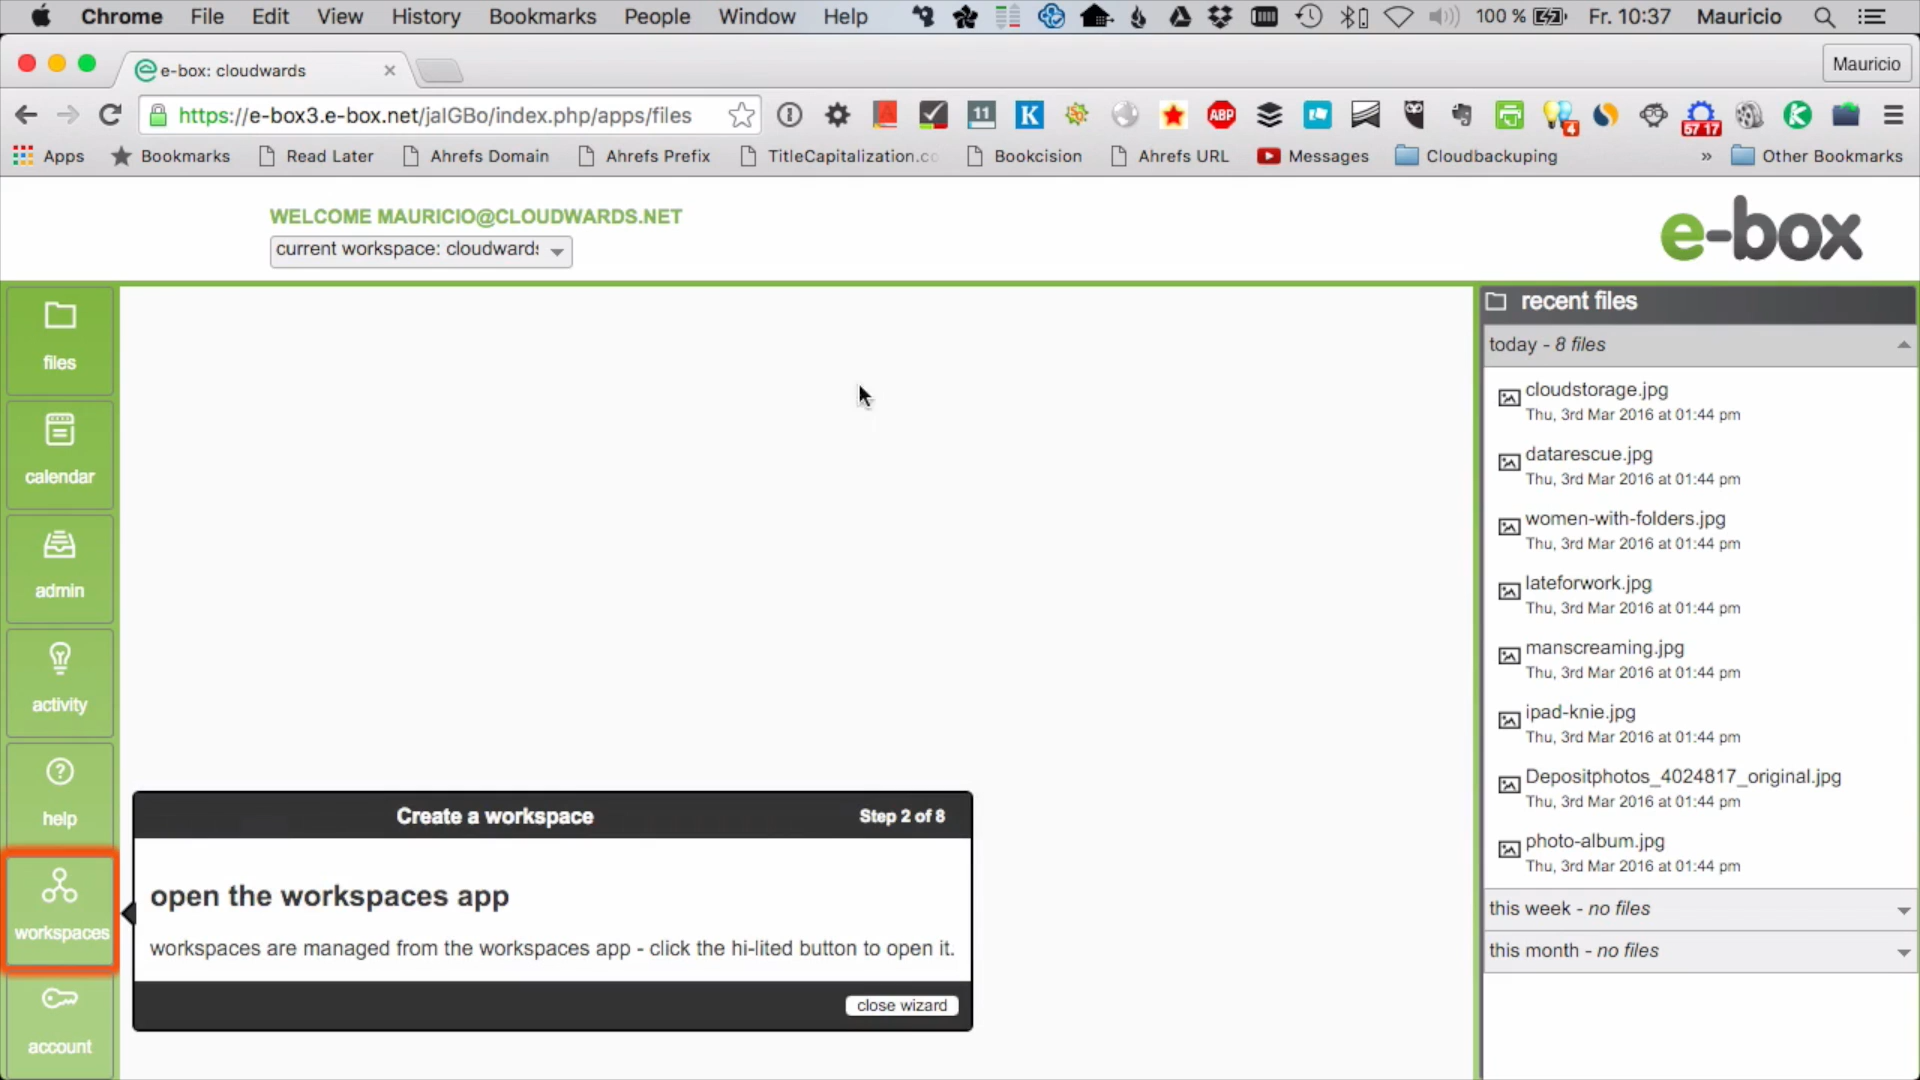 Chrome File Edit View History Bookmarks People Window Help 100 % Fr. 10:37 Mauricio
e-box: cloudwards Mauricio
https://e-box3.e-box.net/jaIGBo/index.php/apps/files 11 K ABP 4 57 17
Apps Bookmarks Read Later Ahrefs Domain Ahrefs Prefix TitleCapitalization.co Bookcision Ahrefs URL Messages Cloudbackuping » Other Bookmarks
WELCOME MAURICIO@CLOUDWARDS.NET
current workspace: cloudwards
e-box
files
calendar
admin
activity
help
workspaces
account
Create a workspace Step 2 of 8
open the workspaces app
workspaces are managed from the workspaces app - click the hi-lited button to open it.
close wizard
recent files
today - 8 files
cloudstorage.jpg
Thu, 3rd Mar 2016 at 01:44 pm
datarescue.jpg
Thu, 3rd Mar 2016 at 01:44 pm
women-with-folders.jpg
Thu, 3rd Mar 2016 at 01:44 pm
lateforwork.jpg
Thu, 3rd Mar 2016 at 01:44 pm
manscreaming.jpg
Thu, 3rd Mar 2016 at 01:44 pm
ipad-knie.jpg
Thu, 3rd Mar 2016 at 01:44 pm
Depositphotos_4024817_original.jpg
Thu, 3rd Mar 2016 at 01:44 pm
photo-album.jpg
Thu, 3rd Mar 2016 at 01:44 pm
this week - no files
this month - no files